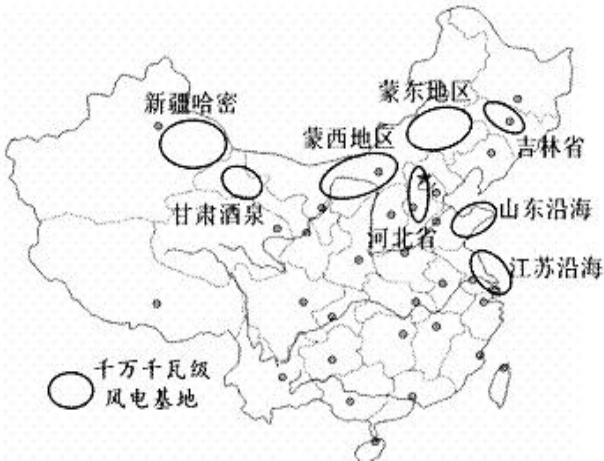 新疆哈密
蒙东地区
蒙西地区
吉林省
甘肃酒泉
山东沿海
河北省
江苏沿海
千万千瓦级
风电基地